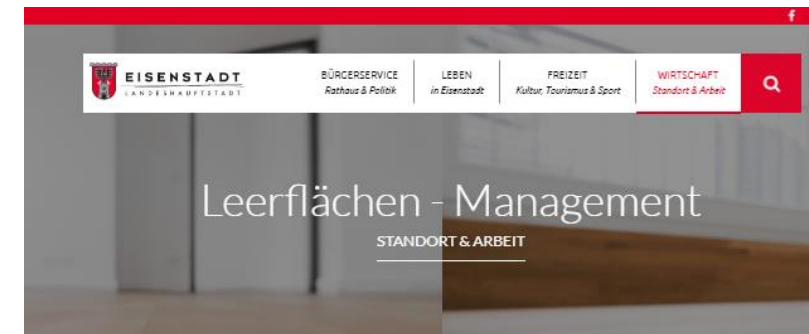 f
EISENSTADT
LANDESHAUPTSTADT
BÜRGERSERVICE
Rathaus & Politik
LEBEN
in Eisenstadt
FREIZEIT
Kultur, Tourismus & Sport
WIRTSCHAFT
Standort & Arbeit
Leerflächen - Management
STANDORT & ARBEIT